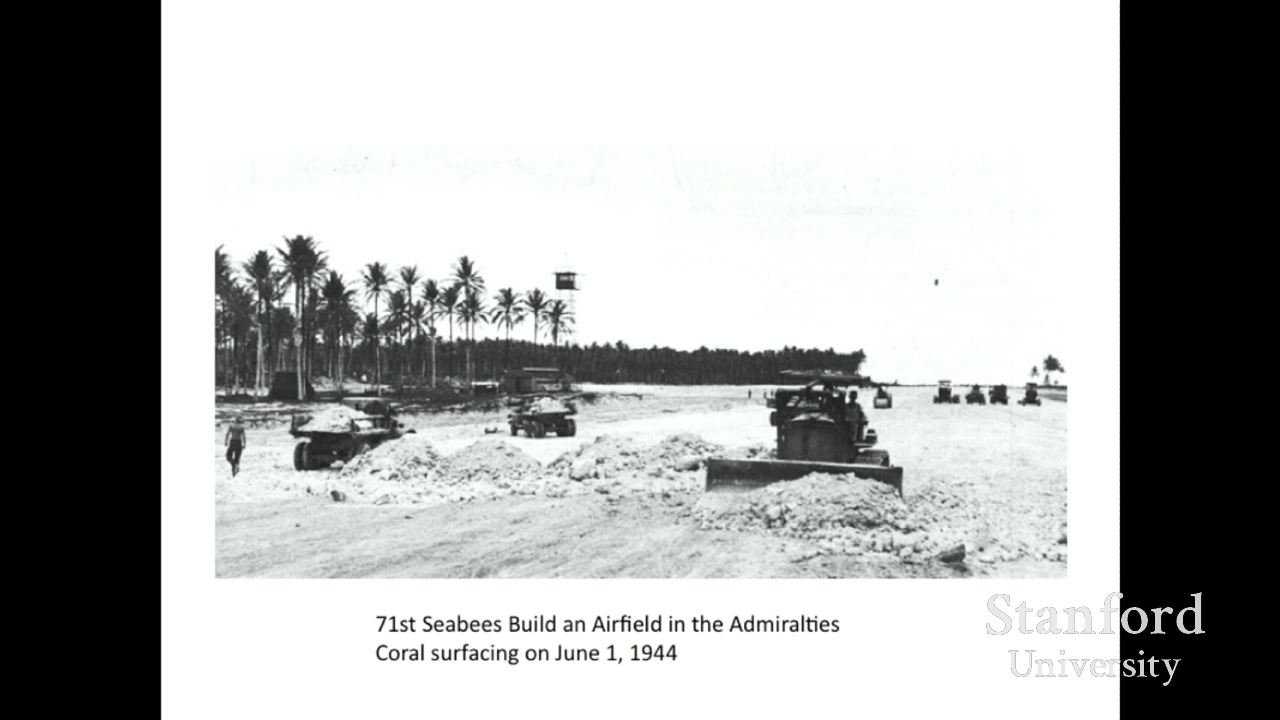 71st Seabees Build an Airfield in the Admiralties
Coral surfacing on June 1, 1944
Stanford
University